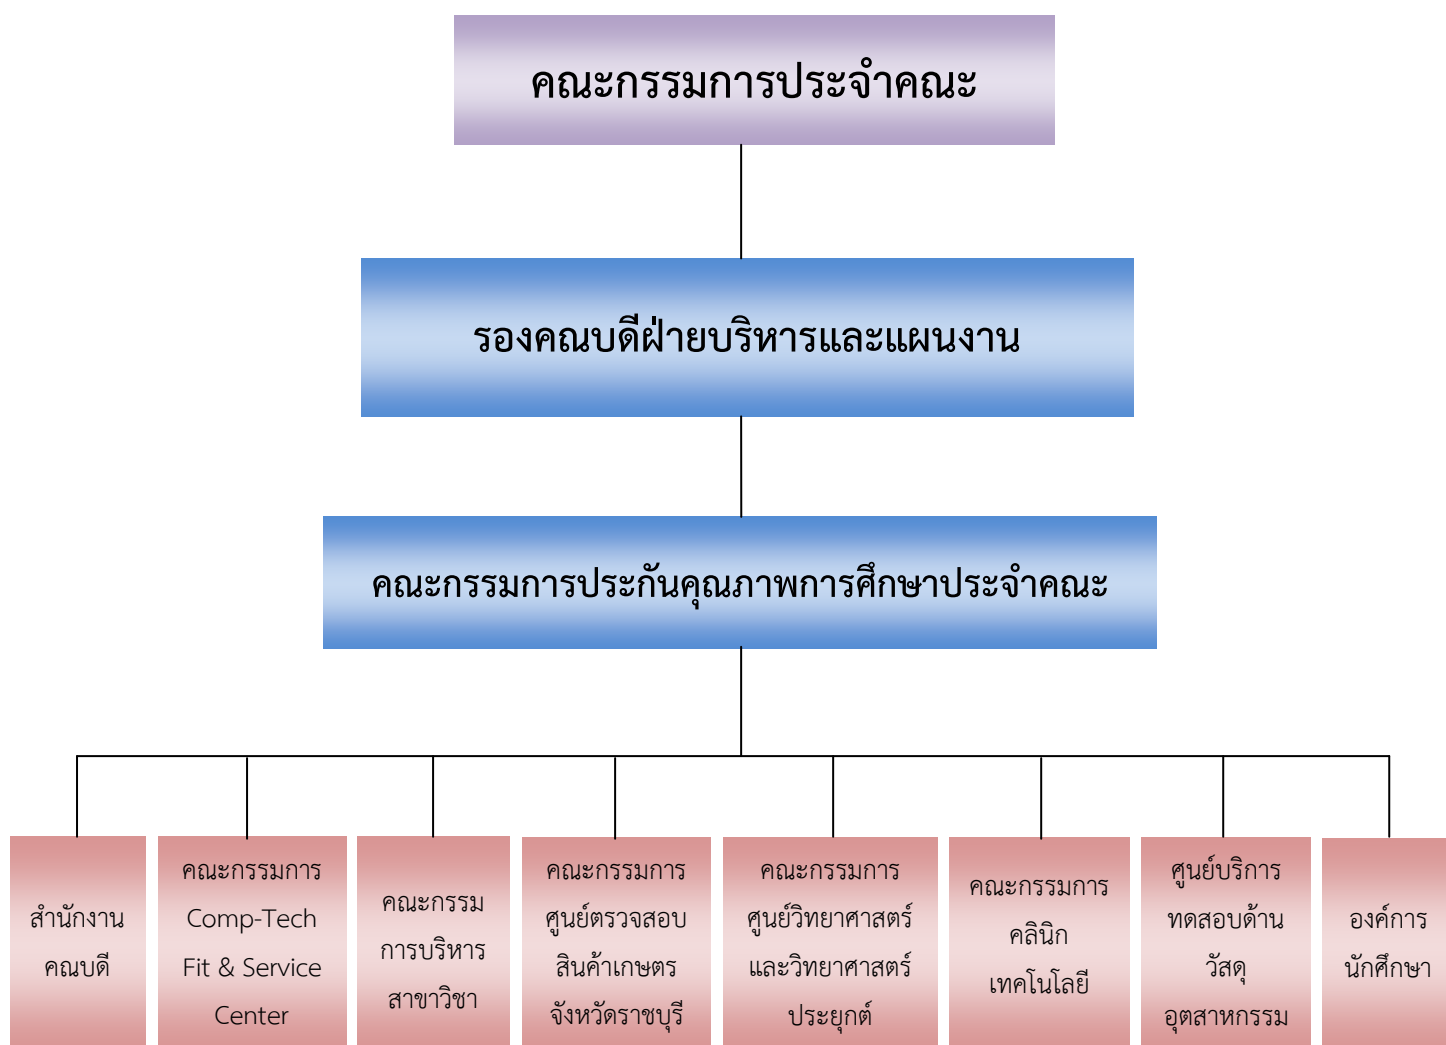 คณะกรรมการประจำคณะ
รองคณบดีฝ่ายบริหารและแผนงาน
คณะกรรมการประกันคุณภาพการศึกษาประจำคณะ
สำนักงาน
คณบดี
คณะกรรมการ
Comp-Tech
Fit & Service
Center
คณะกรรม
การบริหาร
สาขาวิชา
คณะกรรมการ
ศูนย์ตรวจสอบ
สินค้าเกษตร
จังหวัดราชบุรี
คณะกรรมการ
ศูนย์วิทยาศาสตร์
และวิทยาศาสตร์
ประยุกต์
คณะกรรมการ
คลินิก
เทคโนโลยี
ศูนย์บริการ
ทดสอบด้าน
วัสดุ
อุตสาหกรรม
องค์การ
นักศึกษา